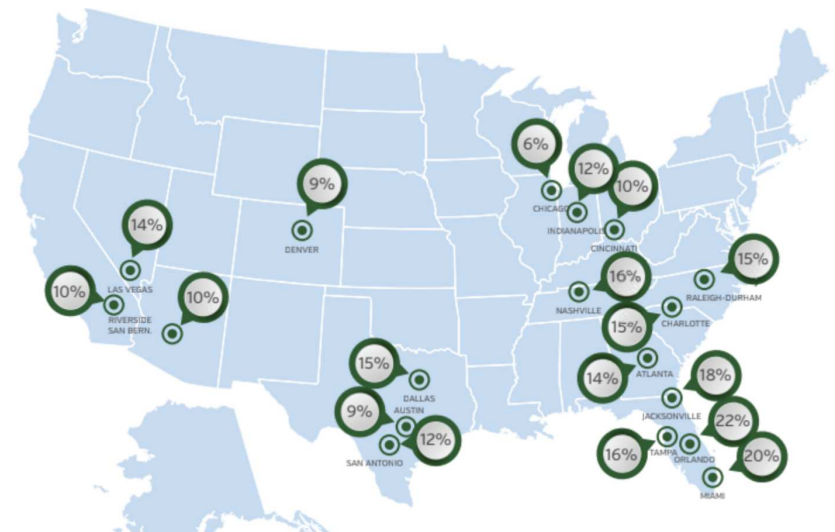 6%
12%
10%
CHICAGO
INDIANAPOLIS
CINCINNATI
9%
DENVER
14%
LAS VEGAS
10%
RIVERSIDE
SAN BERN.
10%
15%
RALEIGH-DURHAM
16%
NASHVILLE
15%
CHARLOTTE
14%
ATLANTA
15%
DALLAS
9%
AUSTIN
12%
SAN ANTONIO
18%
JACKSONVILLE
22%
ORLANDO
16%
TAMPA
20%
MIAMI